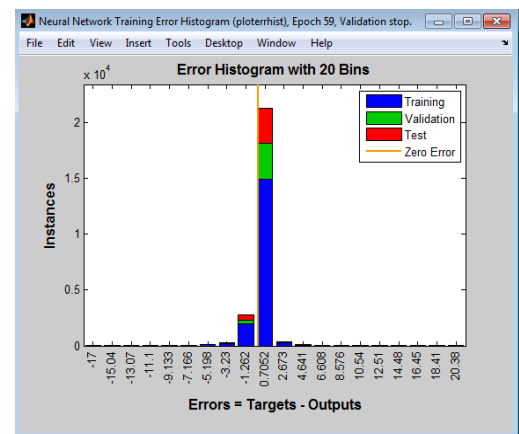 Neural Network Training Error Histogram (ploterrhist), Epoch 59, Validation stop.
File Edit View Insert Tools Desktop Window Help
x 10^4
Error Histogram with 20 Bins
Training
Validation
Test
Zero Error
2
1.5
1
0.5
0
Instances
-17 -15.04 -13.07 -11.1 -9.133 -7.166 -5.198 -3.23 -1.262 0.7052 2.673 4.641 6.608 8.576 10.54 12.51 14.48 16.45 18.41 20.38
Errors = Targets - Outputs